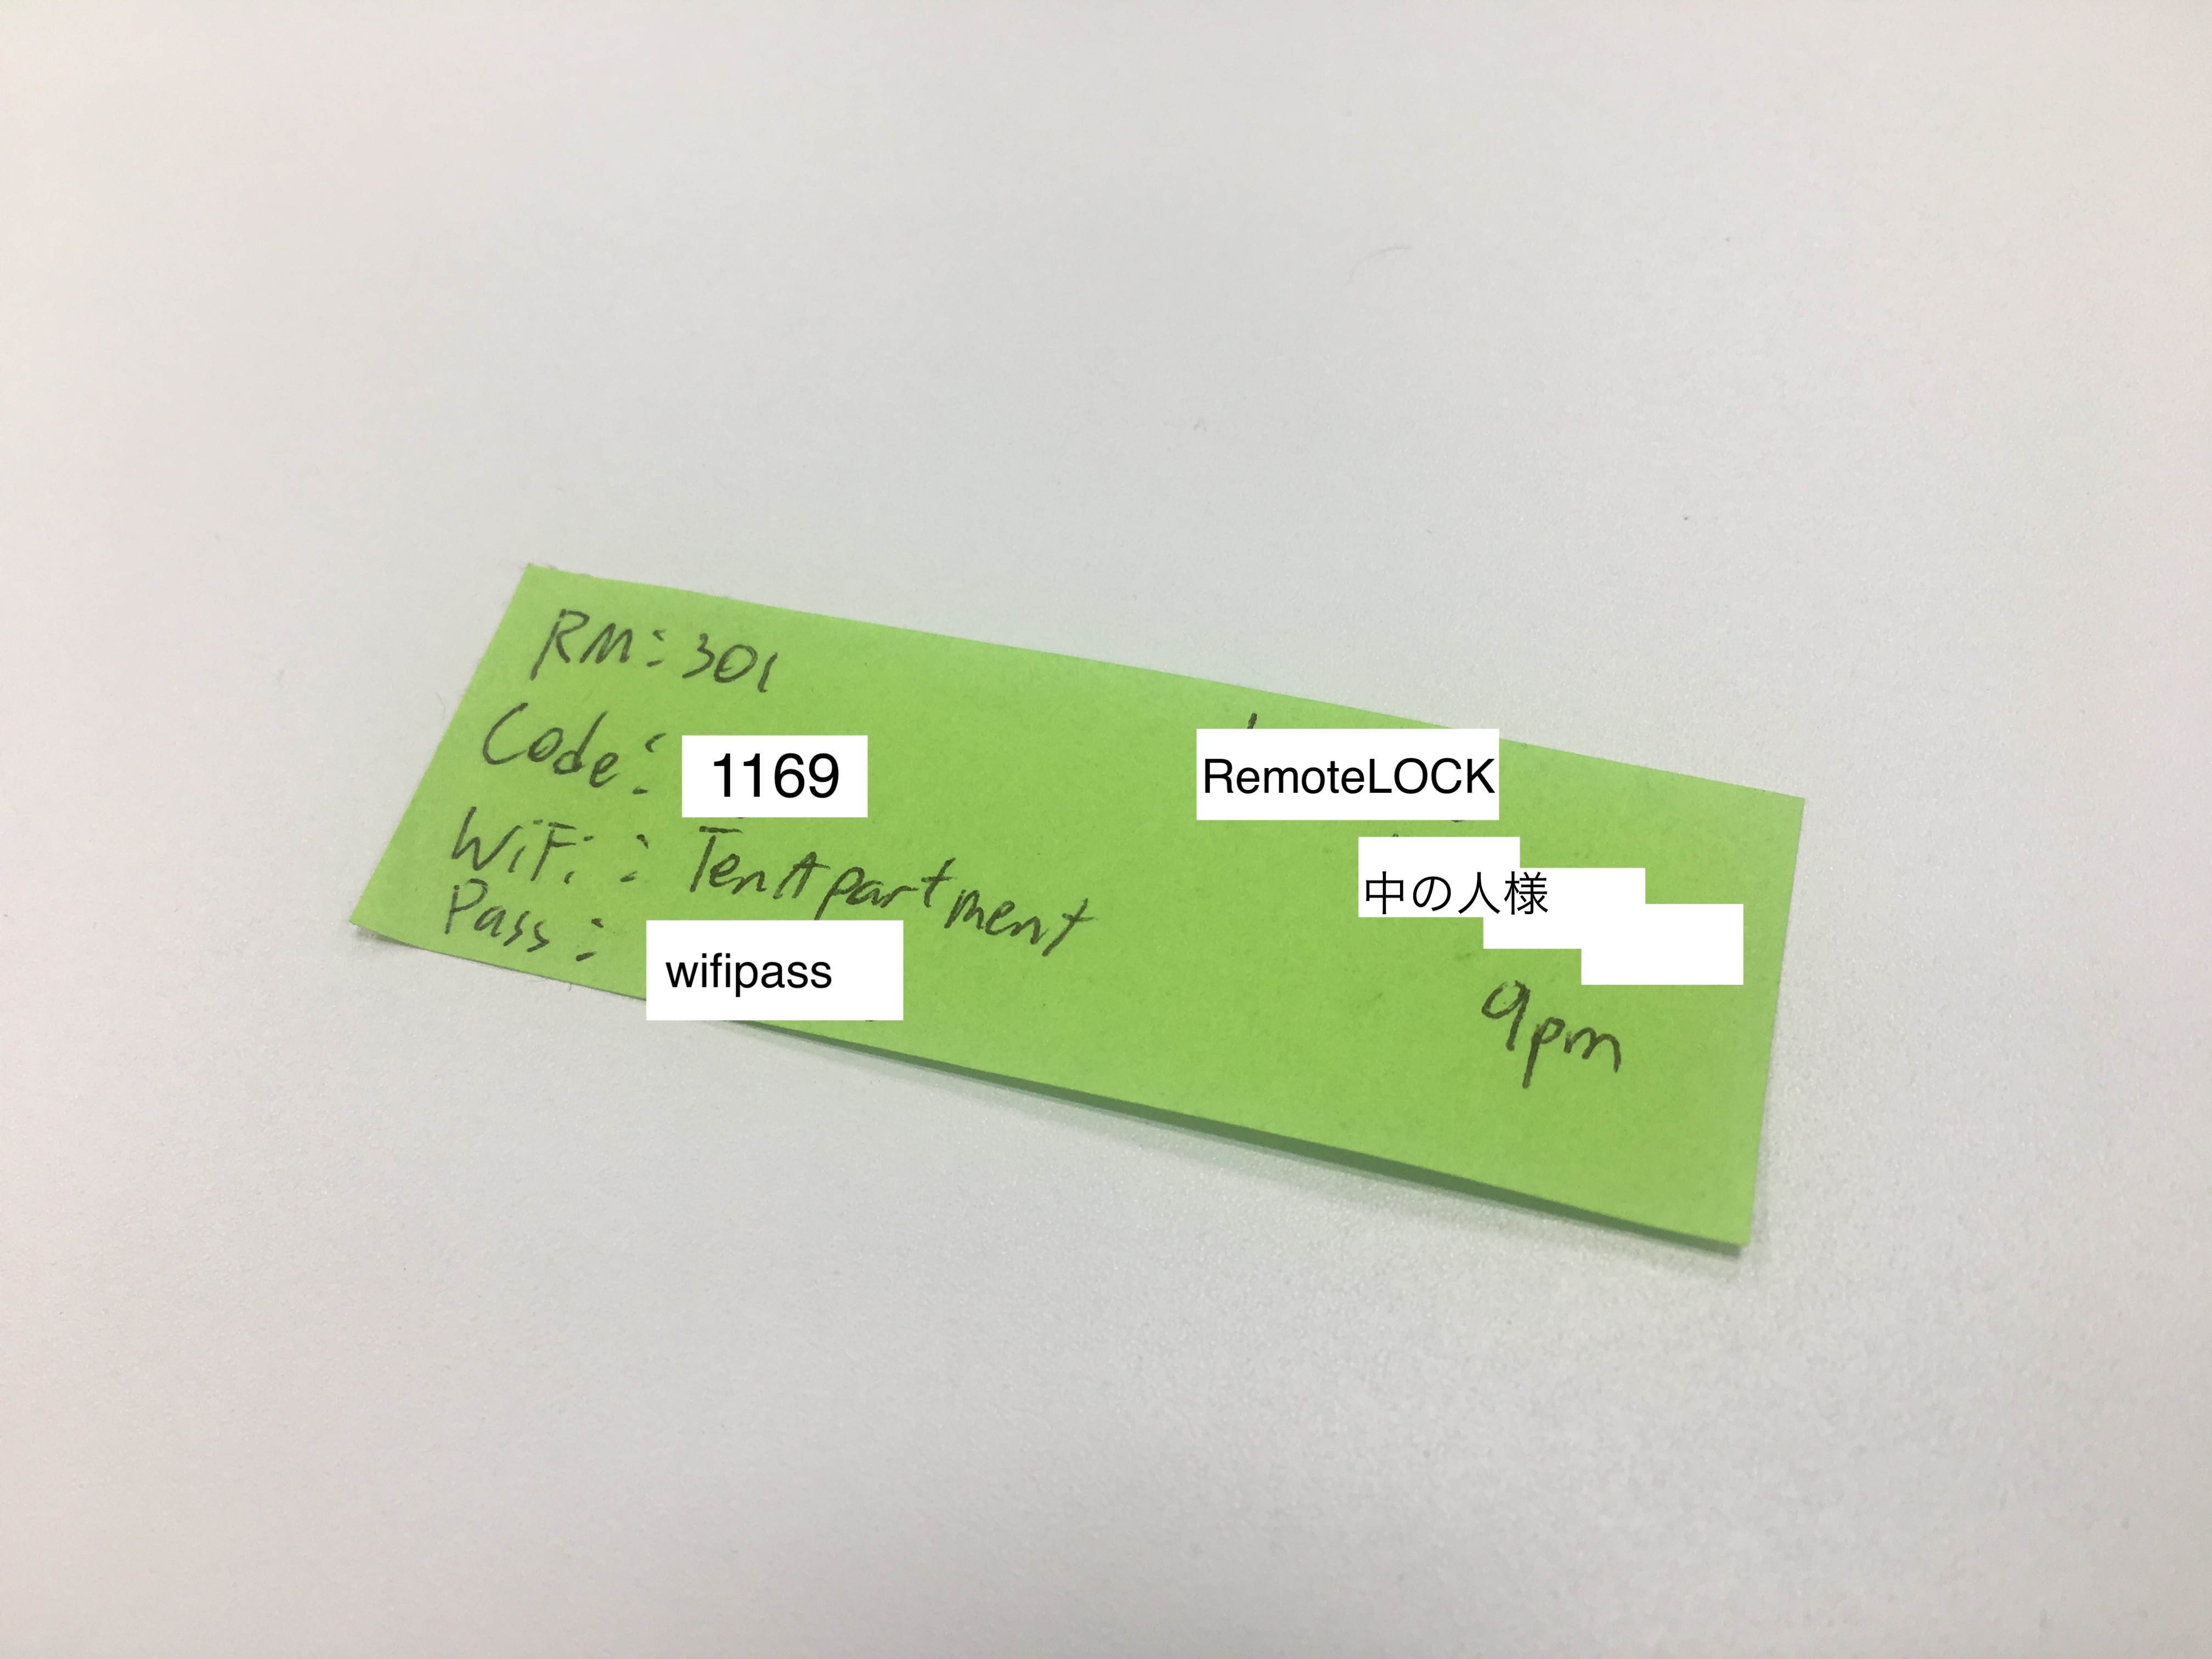 RM: 301
Code: 1169
WiFi: TenApartment
Pass: wifipass
RemoteLOCK
中の人様
9pm